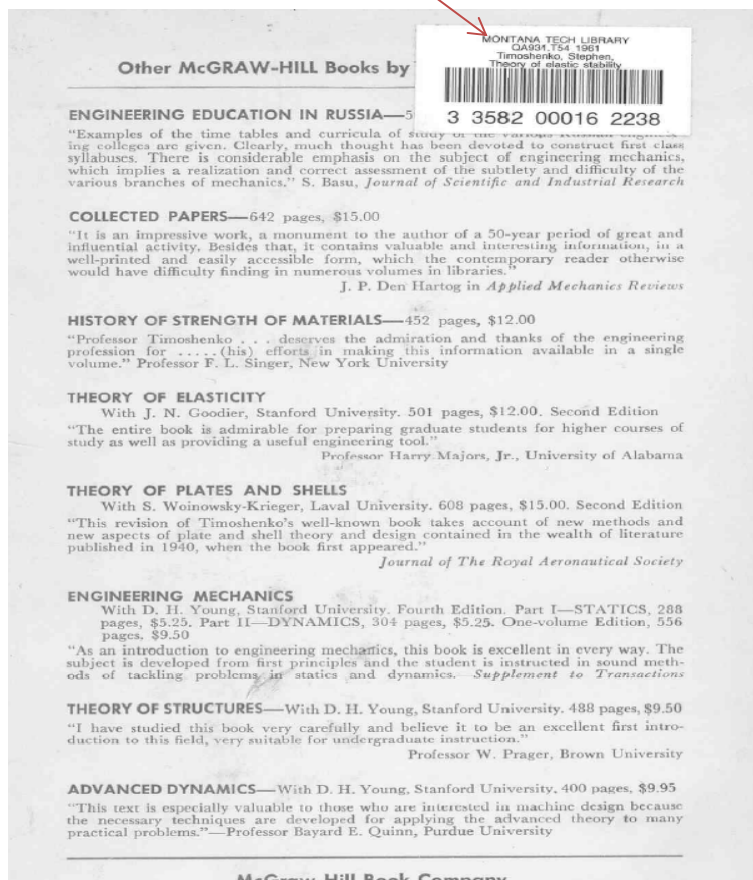 MONTANA TECH LIBRARY
QA931.T54 1961
Timoshenko, Stephen,
Theory of elastic stability
3 3582 00016 2238
Other McGRAW-HILL Books by
ENGINEERING EDUCATION IN RUSSIA—5
“Examples of the time tables and curricula of study of the various Russian engineer-
ing colleges are given. Clearly, much thought has been devoted to construct first class
syllabuses. There is considerable emphasis on the subject of engineering mechanics,
which implies a realization and correct assessment of the subtlety and difficulty of the
various branches of mechanics.” S. Basu, Journal of Scientific and Industrial Research
COLLECTED PAPERS—642 pages, $15.00
“It is an impressive work, a monument to the author of a 50-year period of great and
influential activity. Besides that, it contains valuable and interesting information, in a
well-printed and easily accessible form, which the contemporary reader otherwise
would have difficulty finding in numerous volumes in libraries.”
J. P. Den Hartog in Applied Mechanics Reviews
HISTORY OF STRENGTH OF MATERIALS—452 pages, $12.00
“Professor Timoshenko . . . deserves the admiration and thanks of the engineering
profession for ..... (his) efforts in making this information available in a single
volume.” Professor F. L. Singer, New York University
THEORY OF ELASTICITY
With J. N. Goodier, Stanford University. 501 pages, $12.00. Second Edition
“The entire book is admirable for preparing graduate students for higher courses of
study as well as providing a useful engineering tool.”
Professor Harry Majors, Jr., University of Alabama
THEORY OF PLATES AND SHELLS
With S. Woinowsky-Krieger, Laval University. 608 pages, $15.00. Second Edition
“This revision of Timoshenko’s well-known book takes account of new methods and
new aspects of plate and shell theory and design contained in the wealth of literature
published in 1940, when the book first appeared.”
Journal of The Royal Aeronautical Society
ENGINEERING MECHANICS
With D. H. Young, Stanford University. Fourth Edition. Part I—STATICS, 288
pages, $5.25. Part II—DYNAMICS, 304 pages, $5.25. One-volume Edition, 556
pages, $9.50
“As an introduction to engineering mechanics, this book is excellent in every way. The
subject is developed from first principles and the student is instructed in sound meth-
ods of tackling problems in statics and dynamics. Supplement to Transactions
THEORY OF STRUCTURES—With D. H. Young, Stanford University. 488 pages, $9.50
“I have studied this book very carefully and believe it to be an excellent first intro-
duction to this field, very suitable for undergraduate instruction.”
Professor W. Prager, Brown University
ADVANCED DYNAMICS—With D. H. Young, Stanford University. 400 pages, $9.95
“This text is especially valuable to those who are interested in machine design because
the necessary techniques are developed for applying the advanced theory to many
practical problems.”—Professor Bayard E. Quinn, Purdue University
McGraw-Hill Book Company